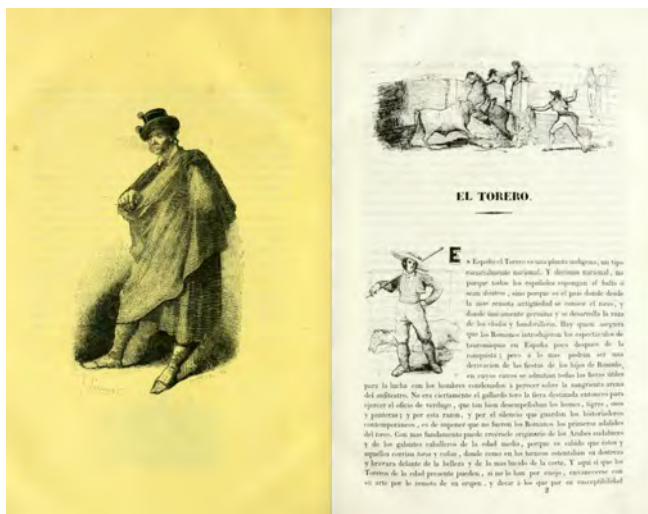 EL TORERO.
En España el Torero es una planta indígena, un tipo
esencialmente nacional. Y decimos nacional, no
porque todos los españoles espongan el bulto ó
sean diestros, sino porque es el pais donde desde
la mas remota antigüedad se conoce el toreo, y
donde únicamente germina y se desarrolla la raza
de los chulos y banderilleros. Hay quien asegura
que los Romanos introdujeron los espectáculos de
tauromaquia en España poco despues de la
conquista; pero á lo mas podrán ser una
derivacion de las fiestas de los hijos de Rómulo,
en cuyos circos se admitian todas las fieras útiles
para la lucha con los hombres condenados á perecer sobre la sangrienta arena
del anfiteatro. No era ciertamente el gallardo toro la fiera destinada entonces para
ejercer el oficio de verdugo, que tan bien desempeñaban los leones, tigres, osos
y panteras; y por esta razon, y por el silencio que guardan los historiadores
contemporáneos, es de suponer que no fueron los Romanos los primeros adalides
del toreo. Con mas fundamento puede creérsele originario de los Arabes andaluces
y de los galantes caballeros de la edad media, porque es sabido que éstos y
aquellos corrian toros y cañas, donde como en los torneos ostentaban su destreza
y bravura delante de la belleza y de lo mas lucido de la corte. Y aqui sí que los
Toreros de la edad presente pueden, si no lo han por enojo, envanecerse con
su arte por lo remoto de su orígen, y decir á los que por su susceptibilidad
2